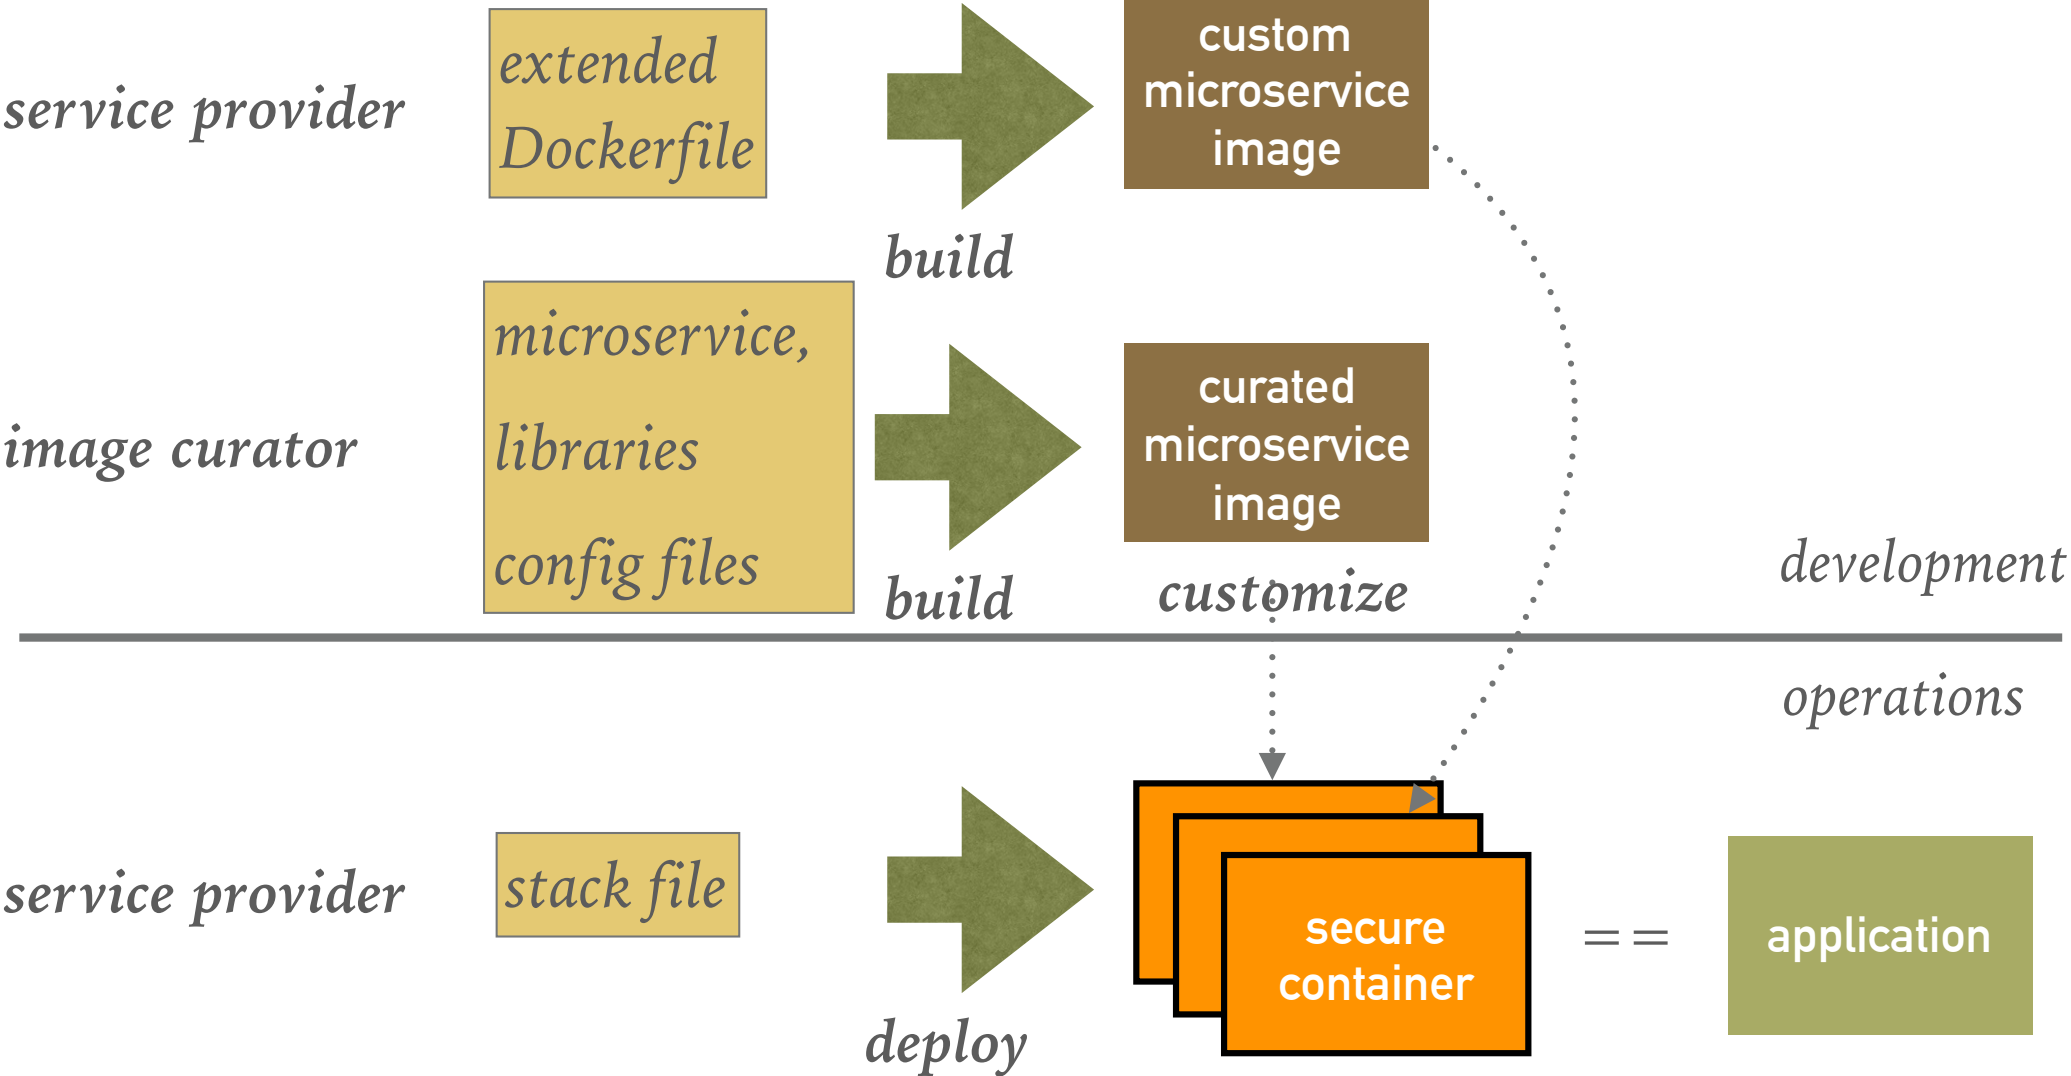 service provider
extended
Dockerfile
build
custom
microservice
image
image curator
microservice,
libraries
config files
build
curated
microservice
image
customize
development
operations
service provider
stack file
deploy
secure
container
==
application